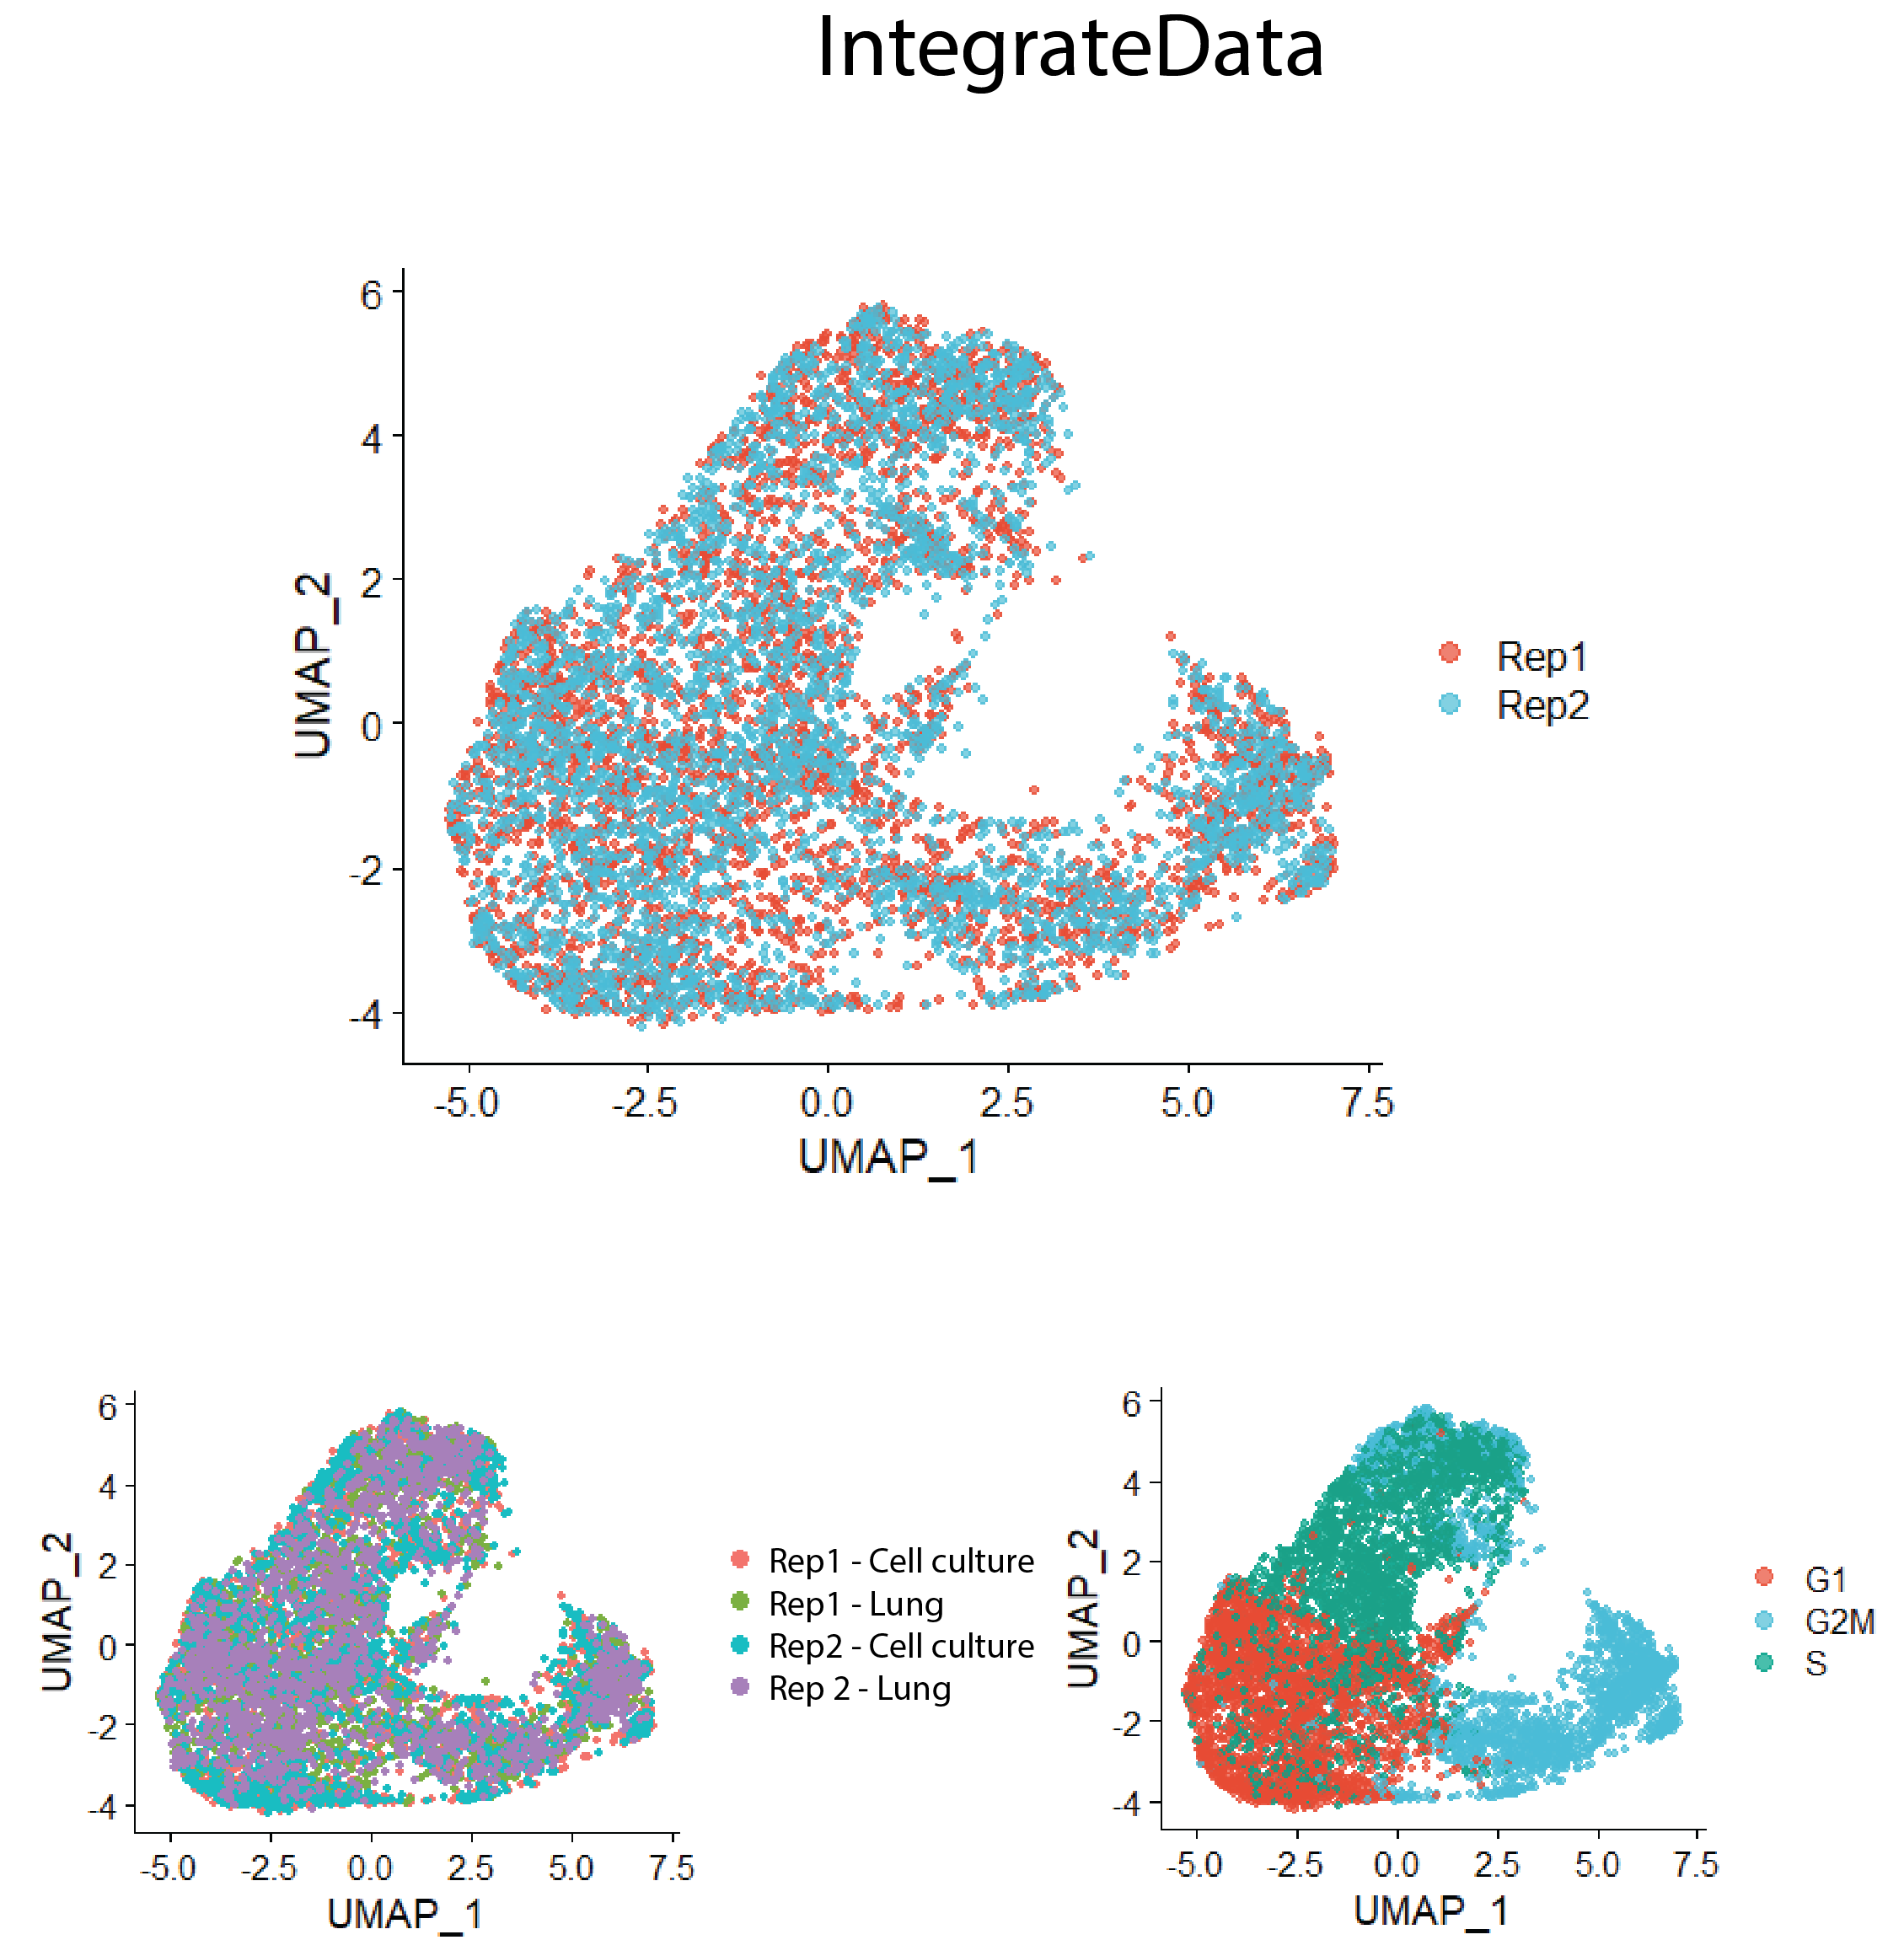 IntegrateData
6
4
2
0
-2
-4
UMAP_2
-5.0 -2.5 0.0 2.5 5.0 7.5
UMAP_1
Rep1
Rep2
6
4
2
0
-2
-4
UMAP_2
-5.0 -2.5 0.0 2.5 5.0 7.5
UMAP_1
Rep1 - Cell culture
Rep1 - Lung
Rep2 - Cell culture
Rep 2 - Lung
6
4
2
0
-2
-4
UMAP_2
-5.0 -2.5 0.0 2.5 5.0 7.5
UMAP_1
G1
G2M
S